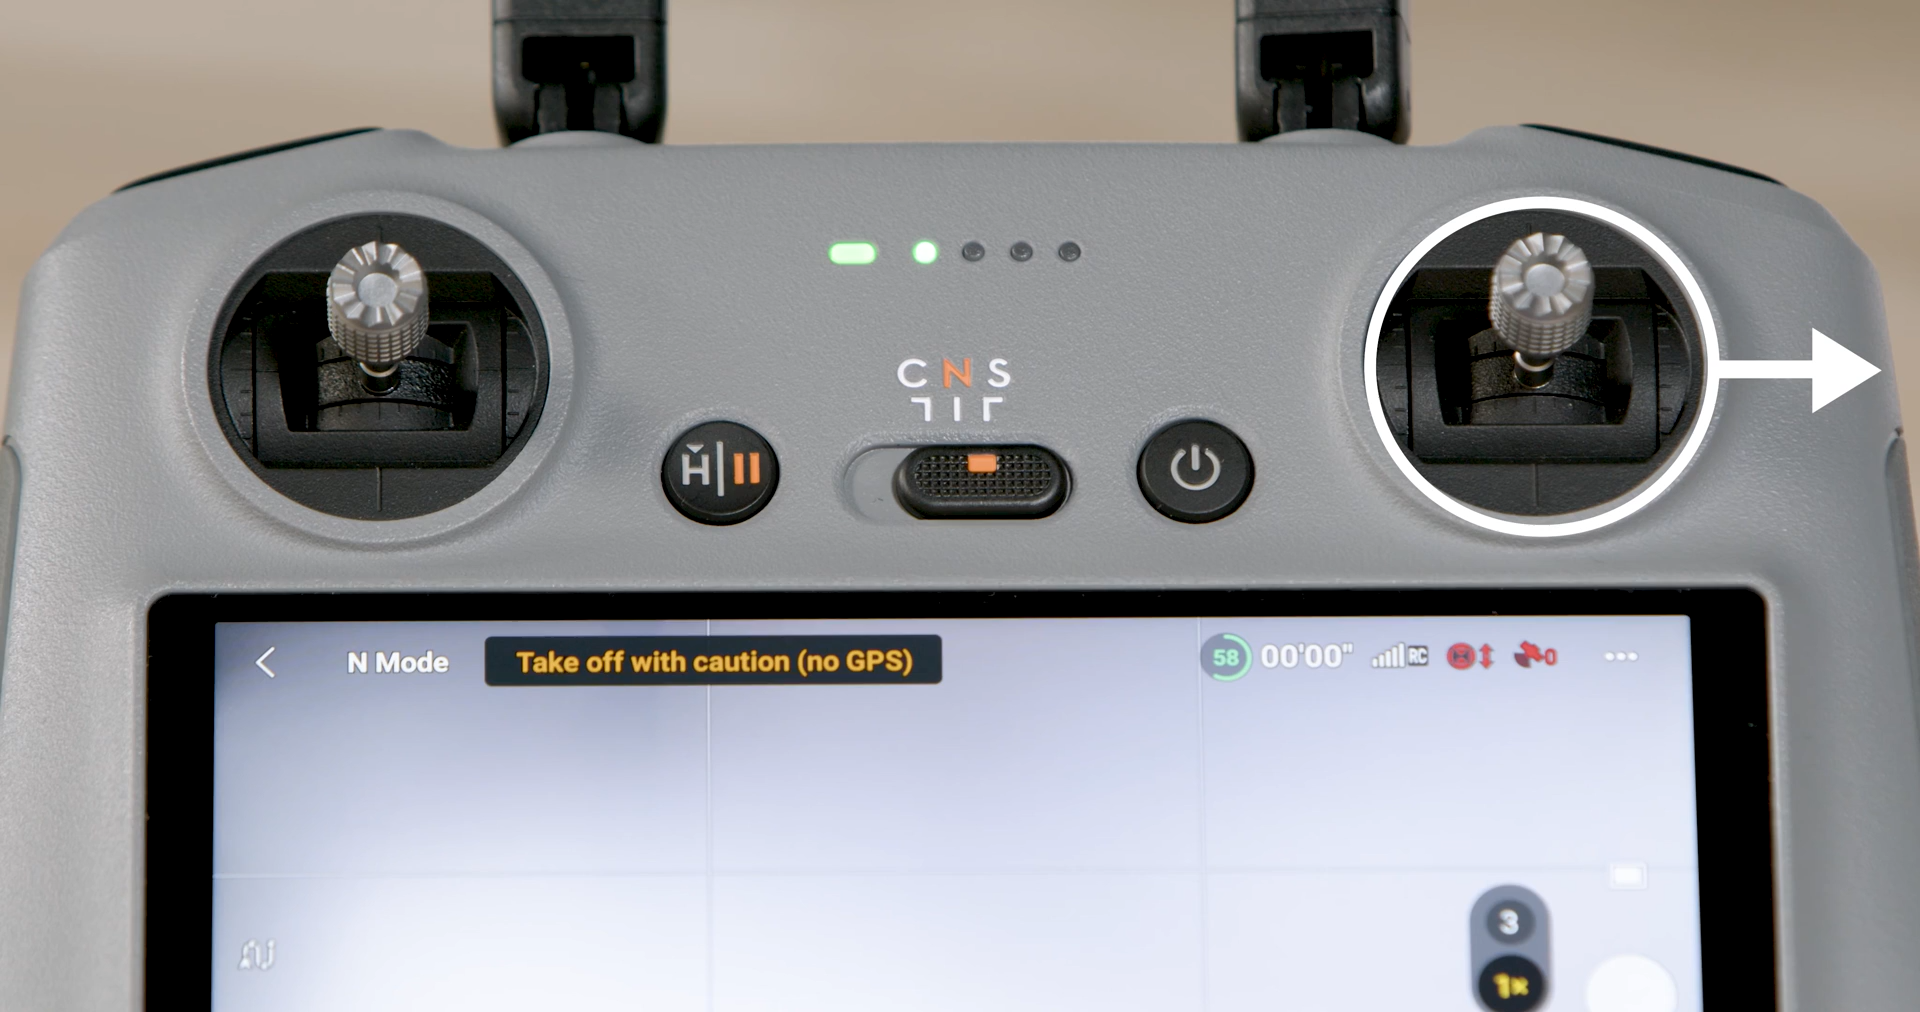 C N S
H
N Mode
Take off with caution (no GPS)
58 00'00" RC 0
3
1x